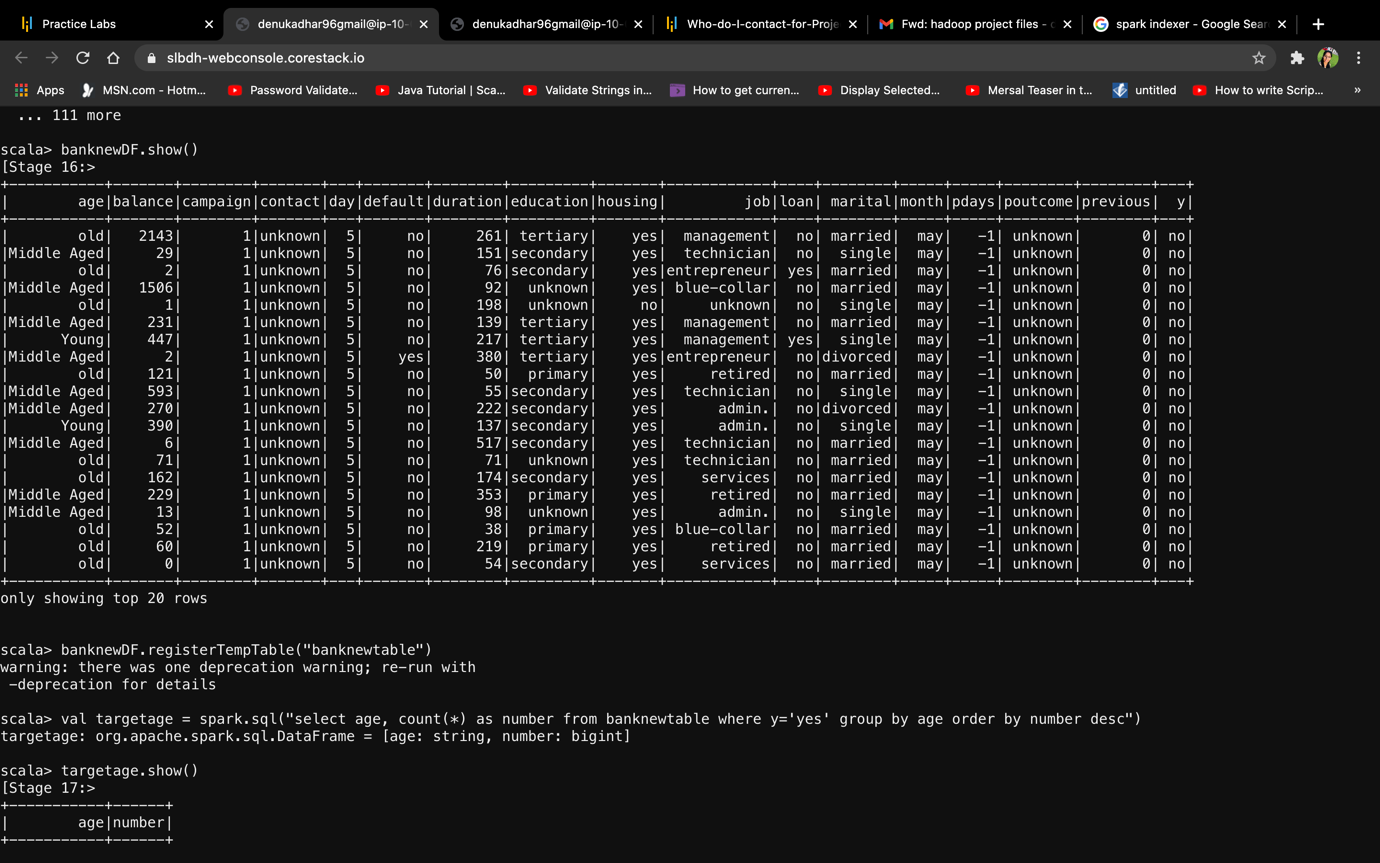 Practice Labs
denukadhar96gmail@ip-10-
denukadhar96gmail@ip-10-
Who-do-I-contact-for-Proje
Fwd: hadoop project files - c
spark indexer - Google Sear
slbdh-webconsole.corestack.io
Apps
MSN.com - Hotm...
Password Validate...
Java Tutorial | Sca...
Validate Strings in...
How to get curren...
Display Selected...
Mersal Teaser in t...
untitled
How to write Scrip...
»
... 111 more
scala> banknewDF.show()
[Stage 16:>
+-----------+-------+--------+-------+---+-------+--------+---------+-------+------------+----+--------+-----+-----+--------+--------+---+
|        age|balance|campaign|contact|day|default|duration|education|housing|         job|loan| marital|month|pdays|poutcome|previous|  y|
+-----------+-------+--------+-------+---+-------+--------+---------+-------+------------+----+--------+-----+-----+--------+--------+---+
|        old|   2143|       1|unknown|  5|     no|     261| tertiary|    yes|  management|  no| married|  may|   -1| unknown|       0| no|
|Middle Aged|     29|       1|unknown|  5|     no|     151|secondary|    yes|  technician|  no|  single|  may|   -1| unknown|       0| no|
|        old|      2|       1|unknown|  5|     no|      76|secondary|    yes|entrepreneur| yes| married|  may|   -1| unknown|       0| no|
|Middle Aged|   1506|       1|unknown|  5|     no|      92|  unknown|    yes| blue-collar|  no| married|  may|   -1| unknown|       0| no|
|        old|      1|       1|unknown|  5|     no|     198|  unknown|     no|     unknown|  no|  single|  may|   -1| unknown|       0| no|
|Middle Aged|    231|       1|unknown|  5|     no|     139| tertiary|    yes|  management|  no| married|  may|   -1| unknown|       0| no|
|      Young|    447|       1|unknown|  5|     no|     217| tertiary|    yes|  management| yes|  single|  may|   -1| unknown|       0| no|
|Middle Aged|      2|       1|unknown|  5|    yes|     380| tertiary|    yes|entrepreneur|  no|divorced|  may|   -1| unknown|       0| no|
|        old|    121|       1|unknown|  5|     no|      50|  primary|    yes|     retired|  no| married|  may|   -1| unknown|       0| no|
|Middle Aged|    593|       1|unknown|  5|     no|      55|secondary|    yes|  technician|  no|  single|  may|   -1| unknown|       0| no|
|Middle Aged|    270|       1|unknown|  5|     no|     222|secondary|    yes|      admin.|  no|divorced|  may|   -1| unknown|       0| no|
|      Young|    390|       1|unknown|  5|     no|     137|secondary|    yes|      admin.|  no|  single|  may|   -1| unknown|       0| no|
|Middle Aged|      6|       1|unknown|  5|     no|     517|secondary|    yes|  technician|  no| married|  may|   -1| unknown|       0| no|
|        old|     71|       1|unknown|  5|     no|      71|  unknown|    yes|  technician|  no| married|  may|   -1| unknown|       0| no|
|        old|    162|       1|unknown|  5|     no|     174|secondary|    yes|    services|  no| married|  may|   -1| unknown|       0| no|
|Middle Aged|    229|       1|unknown|  5|     no|     353|  primary|    yes|     retired|  no| married|  may|   -1| unknown|       0| no|
|Middle Aged|     13|       1|unknown|  5|     no|      98|  unknown|    yes|      admin.|  no|  single|  may|   -1| unknown|       0| no|
|        old|     52|       1|unknown|  5|     no|      38|  primary|    yes| blue-collar|  no| married|  may|   -1| unknown|       0| no|
|        old|     60|       1|unknown|  5|     no|     219|  primary|    yes|     retired|  no| married|  may|   -1| unknown|       0| no|
|        old|      0|       1|unknown|  5|     no|      54|secondary|    yes|    services|  no| married|  may|   -1| unknown|       0| no|
+-----------+-------+--------+-------+---+-------+--------+---------+-------+------------+----+--------+-----+-----+--------+--------+---+
only showing top 20 rows
scala> banknewDF.registerTempTable("banknewtable")
warning: there was one deprecation warning; re-run with
-deprecation for details
scala> val targetage = spark.sql("select age, count(*) as number from banknewtable where y='yes' group by age order by number desc")
targetage: org.apache.spark.sql.DataFrame = [age: string, number: bigint]
scala> targetage.show()
[Stage 17:>
+-----------+------+
|        age|number|
+-----------+------+